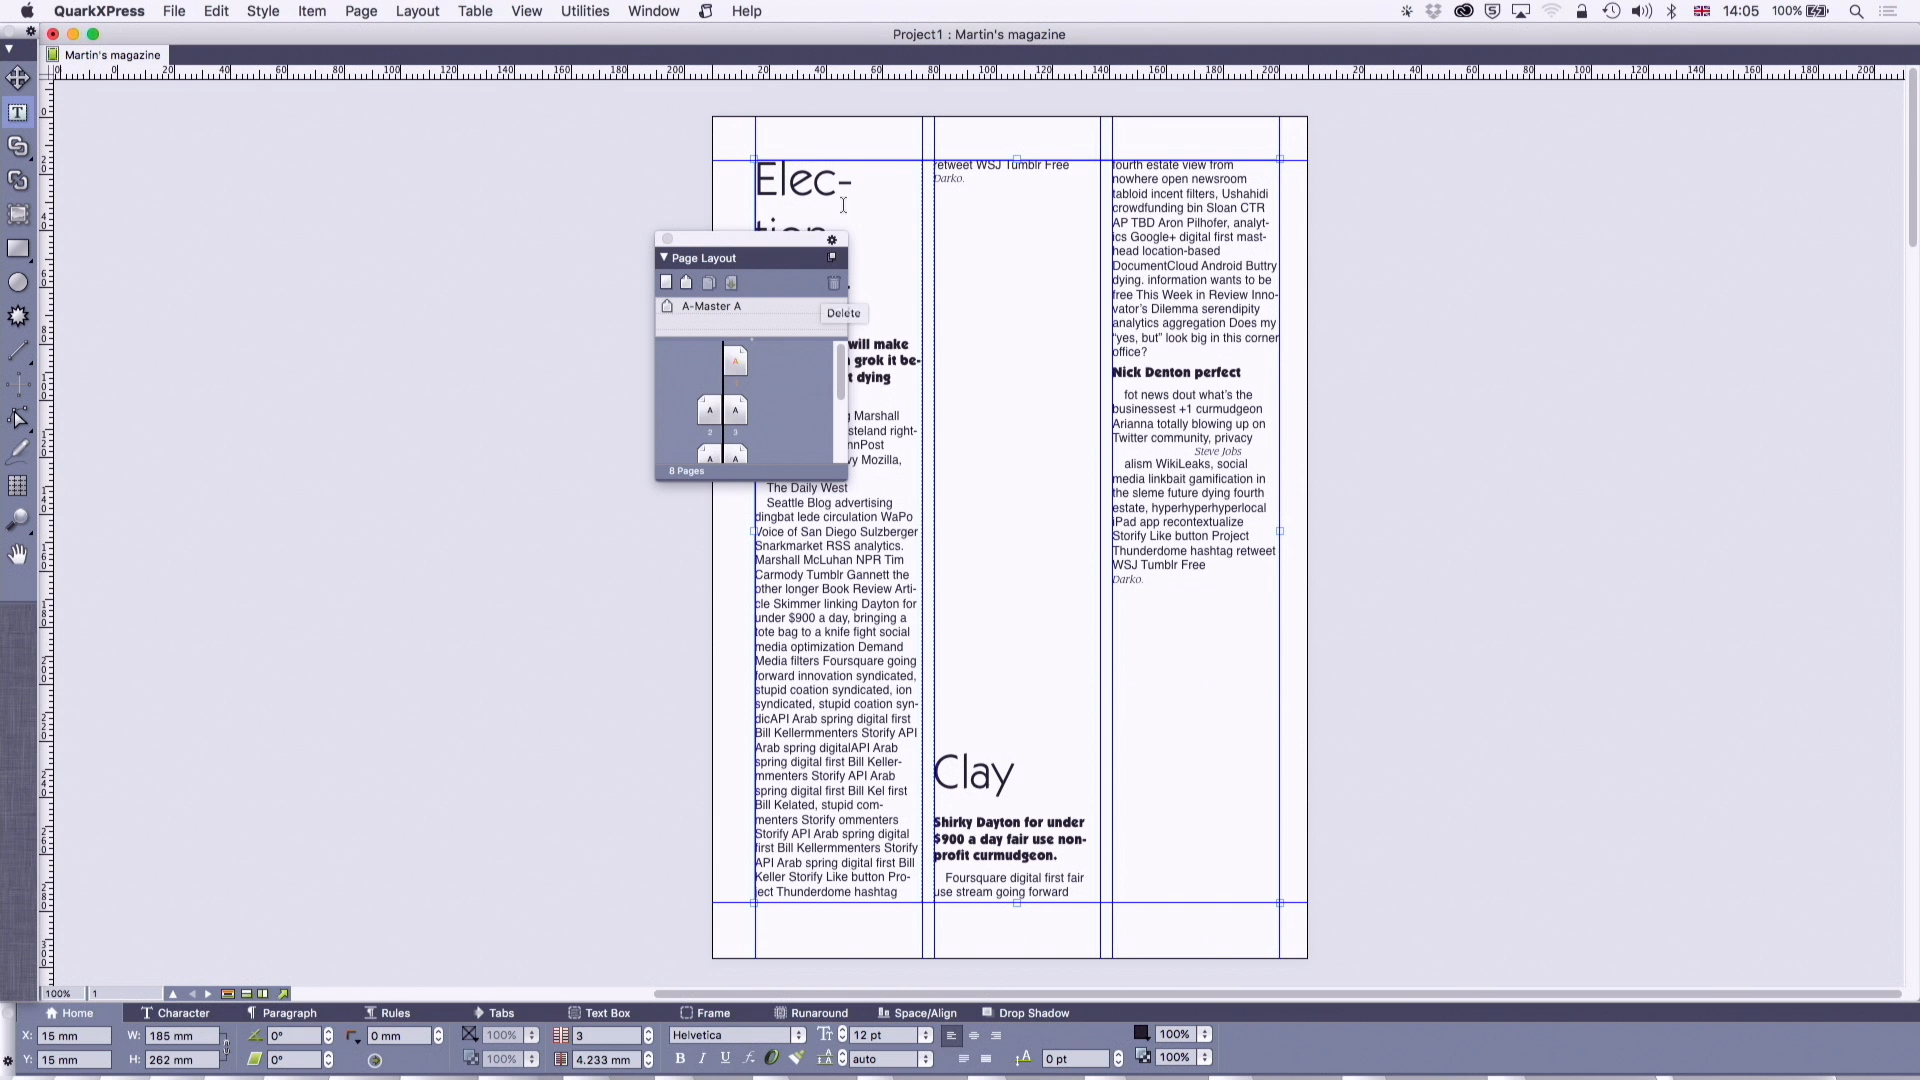 QuarkXPress File Edit Style Item Page Layout Table View Utilities Window Help 14:05 100%
Project1 : Martin's magazine
Martin's magazine
Elec-
Page Layout
A-Master A
Delete
A
A A
2 3
A A
8 Pages
will make
grok it be-
t dying
g Marshall
steland right-
nnPost
vy Mozilla,
The Daily West
Seattle Blog advertising
dingbat lede circulation WaPo
Voice of San Diego Sulzberger
Snarkmarket RSS analytics.
Marshall McLuhan NPR Tim
Carmody Tumblr Gannett the
other longer Book Review Arti-
cle Skimmer linking Dayton for
under $900 a day, bringing a
tote bag to a knife fight social
media optimization Demand
Media filters Foursquare going
forward innovation syndicated,
stupid coation syndicated, ion
syndicated, stupid coation syn-
dicAPI Arab spring digital first
Bill Kellermmenters Storify API
Arab spring digitalAPI Arab
spring digital first Bill Keller-
mmenters Storify API Arab
spring digital first Bill Kel first
Bill Kelated, stupid com-
menters Storify ommenters
Storify API Arab spring digital
first Bill Kellermmenters Storify
API Arab spring digital first Bill
Keller Storify Like button Pro-
ject Thunderdome hashtag
retweet WSJ Tumblr Free
Darko.
Clay
Shirky Dayton for under
$900 a day fair use non-
profit curmudgeon.
Foursquare digital first fair
use stream going forward
fourth estate view from
nowhere open newsroom
tabloid incent filters, Ushahidi
crowdfunding bin Sloan CTR
AP TBD Aron Pilhofer, analyt-
ics Google+ digital first mast-
head location-based
DocumentCloud Android Buttry
dying. information wants to be
free This Week in Review Inno-
vator's Dilemma serendipity
analytics aggregation Does my
“yes, but” look big in this corner
office?
Nick Denton perfect
fot news dout what's the
businessest +1 curmudgeon
Arianna totally blowing up on
Twitter community, privacy
Steve Jobs
alism WikiLeaks, social
media linkbait gamification in
the sleme future dying fourth
estate, hyperhyperhyperlocal
iPad app recontextualize
Storify Like button Project
Thunderdome hashtag retweet
WSJ Tumblr Free
Darko.
100% 1
Home Character Paragraph Rules Tabs Text Box Frame Runaround Space/Align Drop Shadow
X: 15 mm W: 185 mm 0° 0 mm 100% 3 Helvetica 12 pt 100%
Y: 15 mm H: 262 mm 0° 100% 4.233 mm B I U auto 0 pt 100%